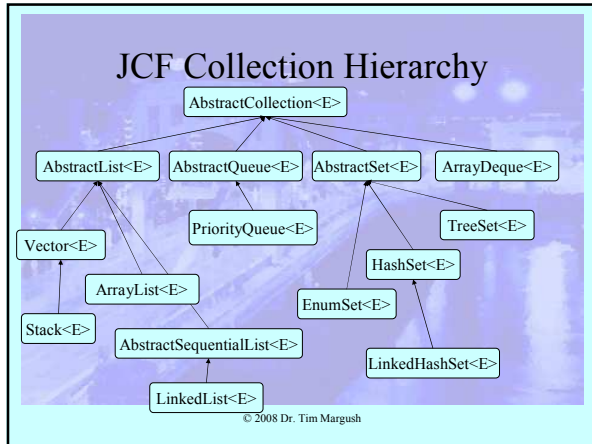 JCF Collection Hierarchy
AbstractCollection<E>
AbstractList<E> AbstractQueue<E> AbstractSet<E> ArrayDeque<E>
TreeSet<E>
PriorityQueue<E>
Vector<E>
HashSet<E>
ArrayList<E>
EnumSet<E>
Stack<E>
AbstractSequentialList<E>
LinkedHashSet<E>
LinkedList<E>
© 2008 Dr. Tim Margush